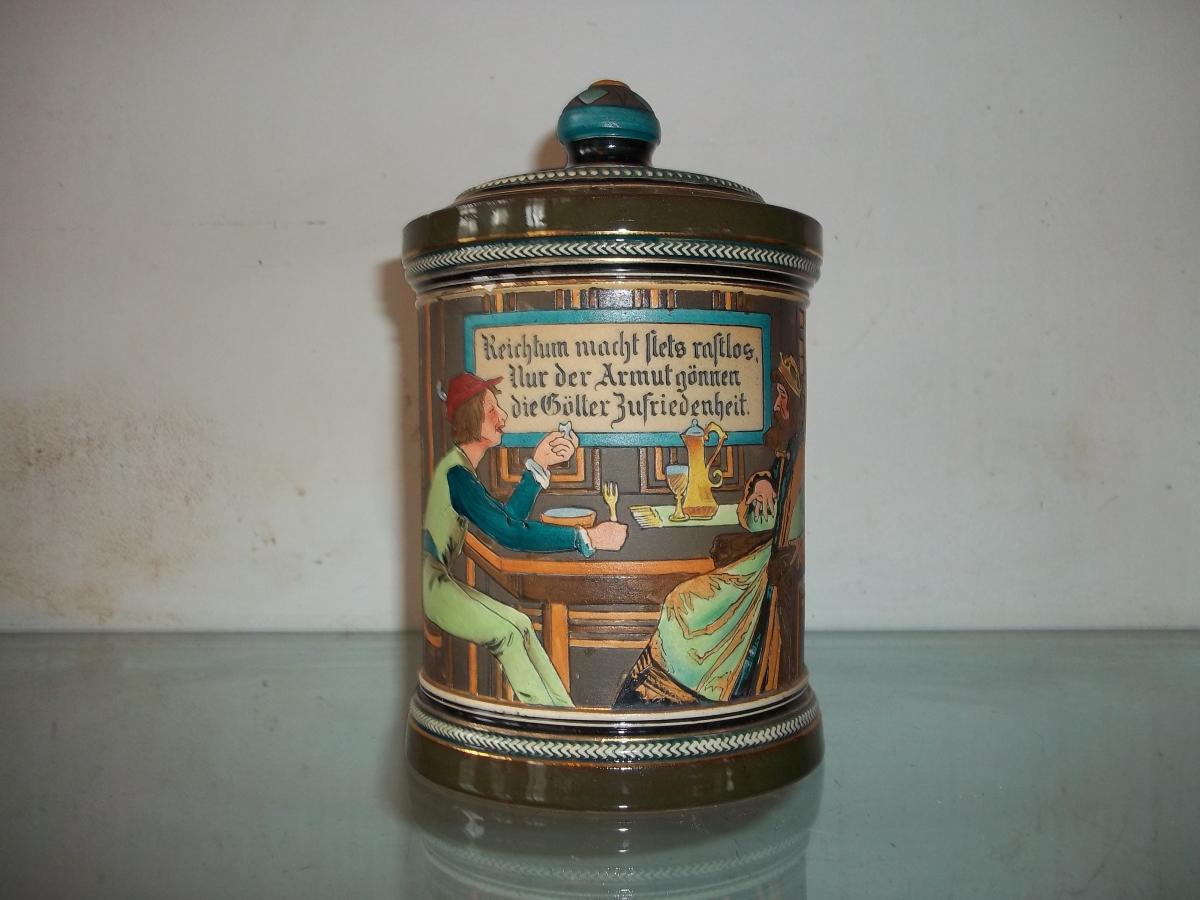 Reichtum macht stets rastlos,
Nur der Armut gönnen
die Götter Zufriedenheit.